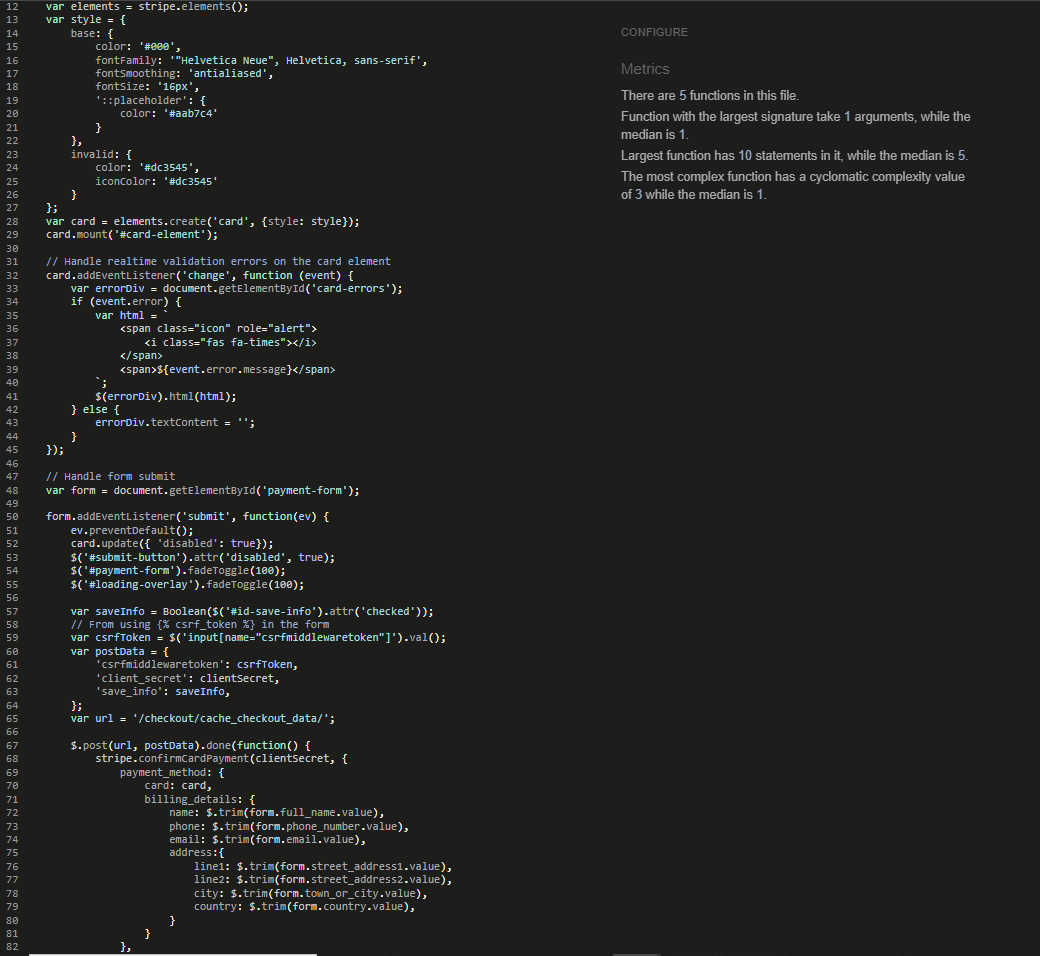 12 var elements = stripe.elements();
13 var style = {
14 base: {
15 color: '#000',
16 fontFamily: '"Helvetica Neue", Helvetica, sans-serif',
17 fontSmoothing: 'antialiased',
18 fontSize: '16px',
19 '::placeholder': {
20 color: '#aab7c4'
21 }
22 },
23 invalid: {
24 color: '#dc3545',
25 iconColor: '#dc3545'
26 }
27 };
28 var card = elements.create('card', {style: style});
29 card.mount('#card-element');
30
31 // Handle realtime validation errors on the card element
32 card.addEventListener('change', function (event) {
33 var errorDiv = document.getElementById('card-errors');
34 if (event.error) {
35 var html = `
36 <span class="icon" role="alert">
37 <i class="fas fa-times"></i>
38 </span>
39 <span>${event.error.message}</span>
40 `;
41 $(errorDiv).html(html);
42 } else {
43 errorDiv.textContent = '';
44 }
45 });
46
47 // Handle form submit
48 var form = document.getElementById('payment-form');
49
50 form.addEventListener('submit', function(ev) {
51 ev.preventDefault();
52 card.update({ 'disabled': true});
53 $('#submit-button').attr('disabled', true);
54 $('#payment-form').fadeToggle(100);
55 $('#loading-overlay').fadeToggle(100);
56
57 var saveInfo = Boolean($('#id-save-info').attr('checked'));
58 // From using {% csrf_token %} in the form
59 var csrfToken = $('input[name="csrfmiddlewaretoken"]').val();
60 var postData = {
61 'csrfmiddlewaretoken': csrfToken,
62 'client_secret': clientSecret,
63 'save_info': saveInfo,
64 };
65 var url = '/checkout/cache_checkout_data/';
66
67 $.post(url, postData).done(function() {
68 stripe.confirmCardPayment(clientSecret, {
69 payment_method: {
70 card: card,
71 billing_details: {
72 name: $.trim(form.full_name.value),
73 phone: $.trim(form.phone_number.value),
74 email: $.trim(form.email.value),
75 address:{
76 line1: $.trim(form.street_address1.value),
77 line2: $.trim(form.street_address2.value),
78 city: $.trim(form.town_or_city.value),
79 country: $.trim(form.country.value),
80 }
81 }
82 },
CONFIGURE
Metrics
There are 5 functions in this file.
Function with the largest signature take 1 arguments, while the
median is 1.
Largest function has 10 statements in it, while the median is 5.
The most complex function has a cyclomatic complexity value
of 3 while the median is 1.